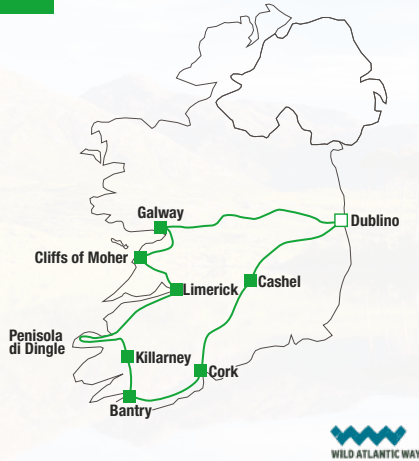 Galway
Dublino
Cliffs of Moher
Cashel
Limerick
Penisola
di Dingle
Killarney
Cork
Bantry
WILD ATLANTIC WAY